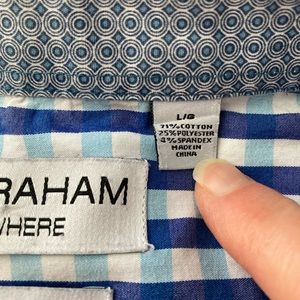 L/G
71% COTTON
25% POLYESTER
4% SPANDEX
MADE IN
CHINA
RAHAM
WHERE